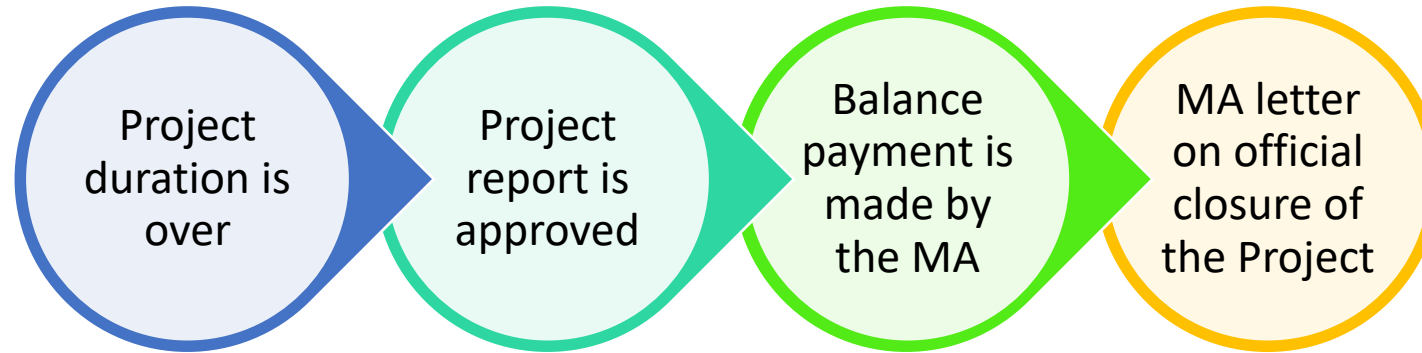 Project
duration is
over
Project
report is
approved
Balance
payment is
made by
the MA
MA letter
on official
closure of
the Project